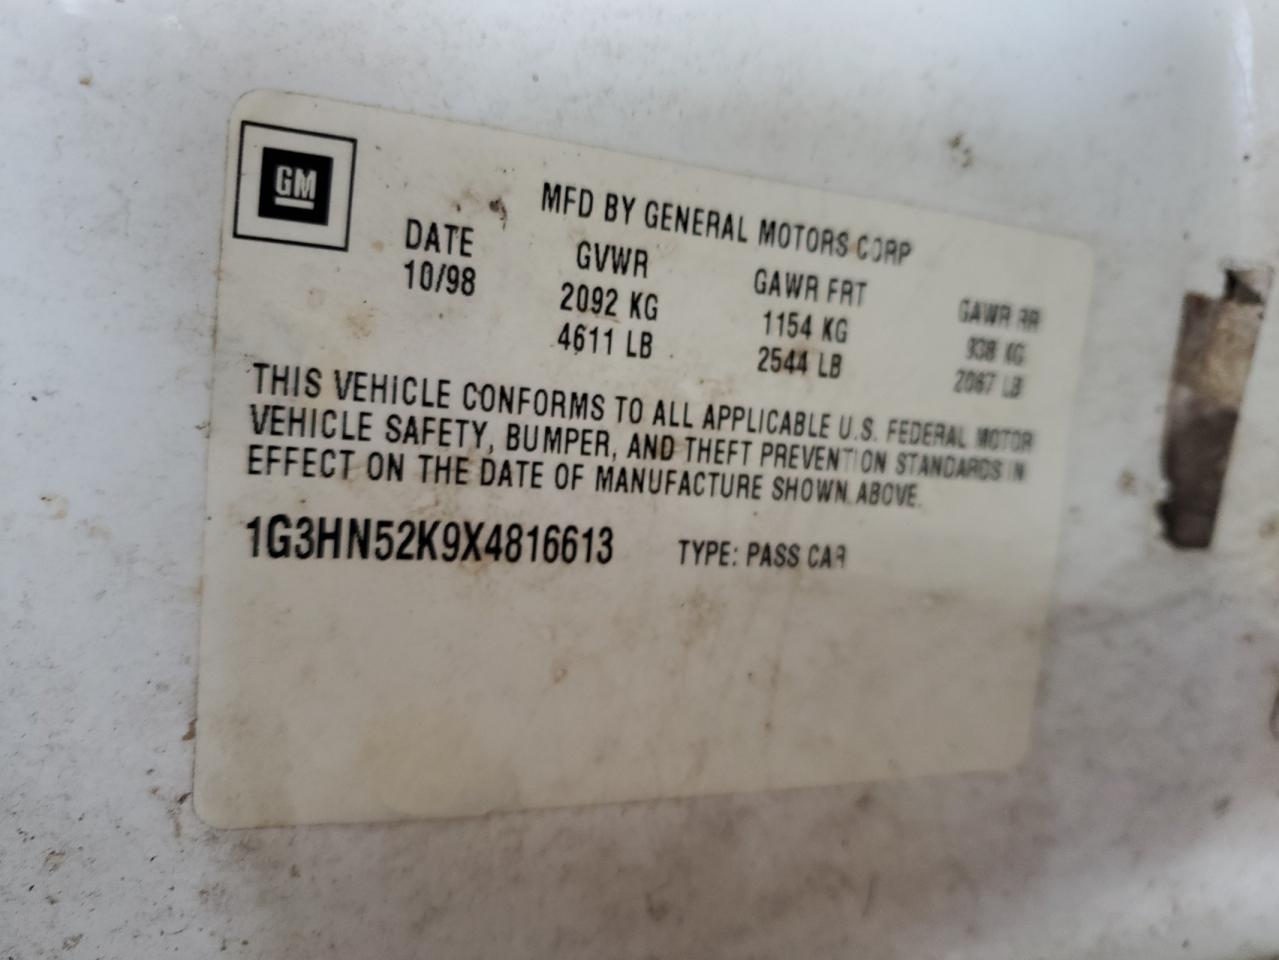 GM
MFD BY GENERAL MOTORS CORP
DATE GVWR GAWR FRT GAWR RR
10/98 2092 KG 1154 KG 938 KG
4611 LB 2544 LB 2067 LB
THIS VEHICLE CONFORMS TO ALL APPLICABLE U.S. FEDERAL MOTOR
VEHICLE SAFETY, BUMPER, AND THEFT PREVENTION STANDARDS IN
EFFECT ON THE DATE OF MANUFACTURE SHOWN ABOVE.
1G3HN52K9X4816613 TYPE: PASS CAR